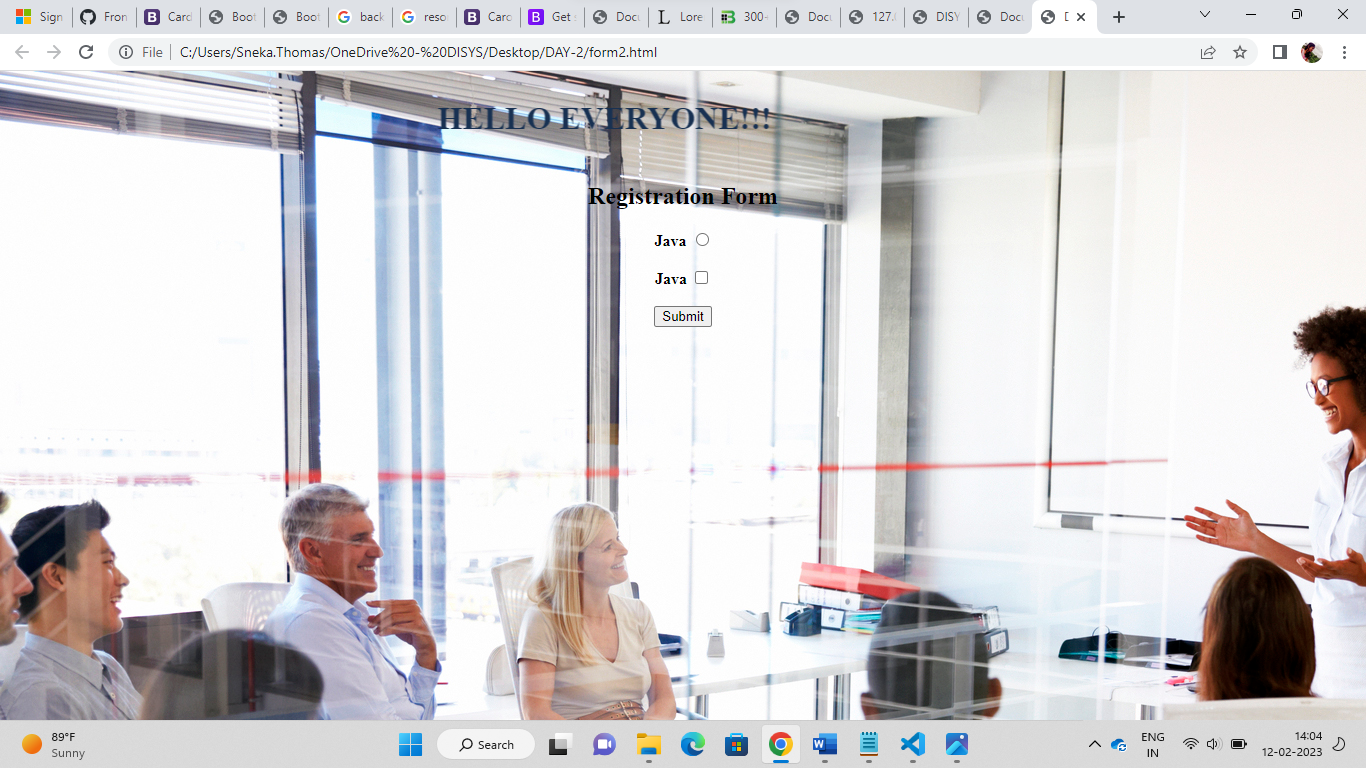 Sign
Fron
Card
Boot
Boot
back
reso
Card
Get
Docu
Lore
300+
Docu
127.
DISY
Docu
D
File
C:/Users/Sneka.Thomas/OneDrive%20-%20DISYS/Desktop/DAY-2/form2.html
HELLO EVERYONE!!!
Registration Form
Java
Java
Submit
89°F
Sunny
Search
ENG
IN
14:04
12-02-2023